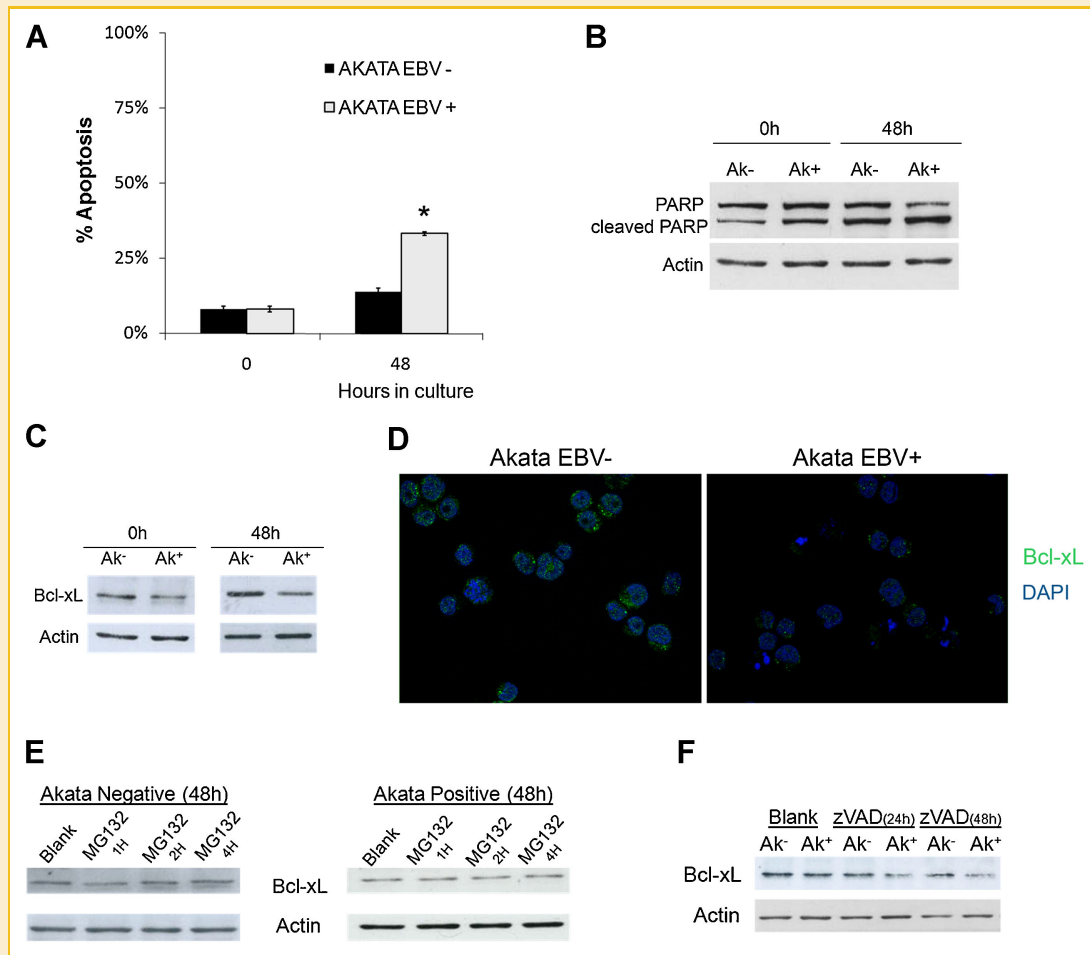 A
100%
75%
50%
25%
0%
% Apoptosis
AKATA EBV -
AKATA EBV +
*
0
48
Hours in culture
B
0h 48h
Ak- Ak+ Ak- Ak+
PARP
cleaved PARP
Actin
C
0h 48h
Ak- Ak+ Ak- Ak+
Bcl-xL
Actin
D
Akata EBV- Akata EBV+
Bcl-xL
DAPI
E
Akata Negative (48h)
Blank MG132 1H MG132 2H MG132 4H
Akata Positive (48h)
Blank MG132 1H MG132 2H MG132 4H
Bcl-xL
Actin
F
Blank zVAD(24h) zVAD(48h)
Ak- Ak+ Ak- Ak+ Ak- Ak+
Bcl-xL
Actin